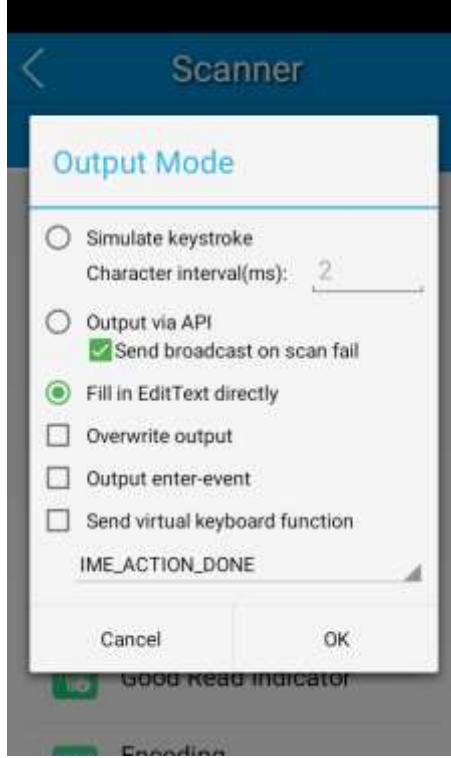 Scanner
Output Mode
Simulate keystroke
Character interval(ms): 2
Output via API
Send broadcast on scan fail
Fill in EditText directly
Overwrite output
Output enter-event
Send virtual keyboard function
IME_ACTION_DONE
Cancel OK
Good Read Indicator
Encoding